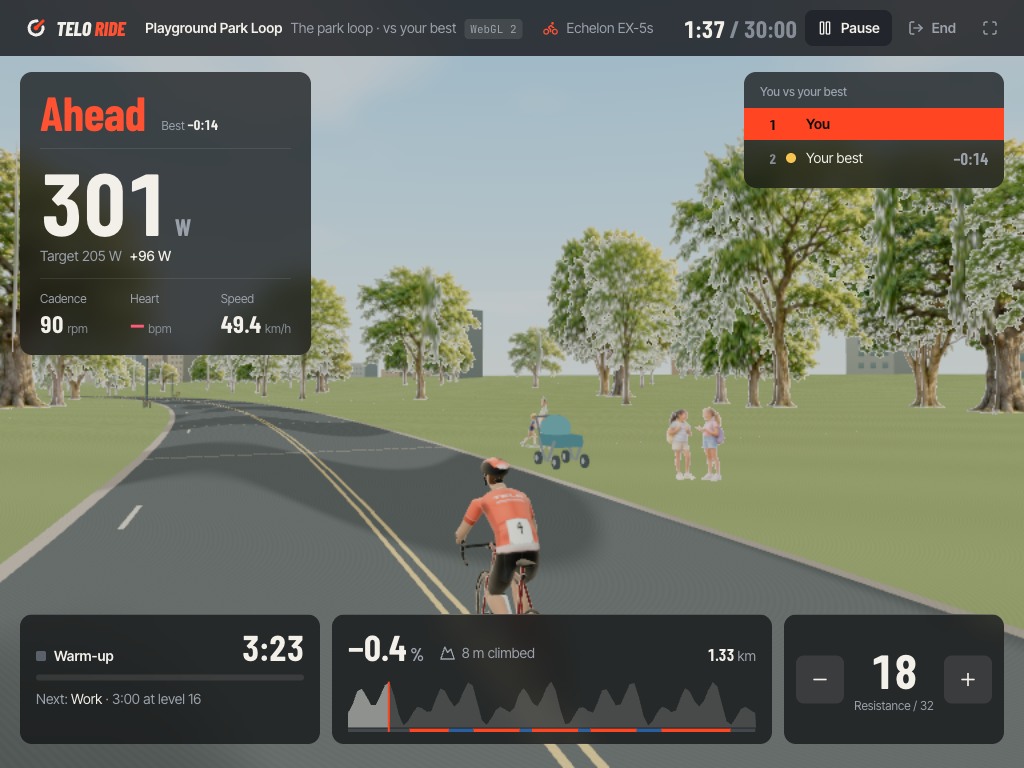 TELO RIDE Playground Park Loop The park loop · vs your best WebGL 2 Echelon EX-5s 1:37 / 30:00 Pause End
Ahead Best −0:14
301 W
Target 205 W +96 W
Cadence Heart Speed
90 rpm – bpm 49.4 km/h
You vs your best
1 You
2 Your best −0:14
4
Warm-up 3:23
Next: Work · 3:00 at level 16
−0.4 % 8 m climbed 1.33 km
− 18 +
Resistance / 32